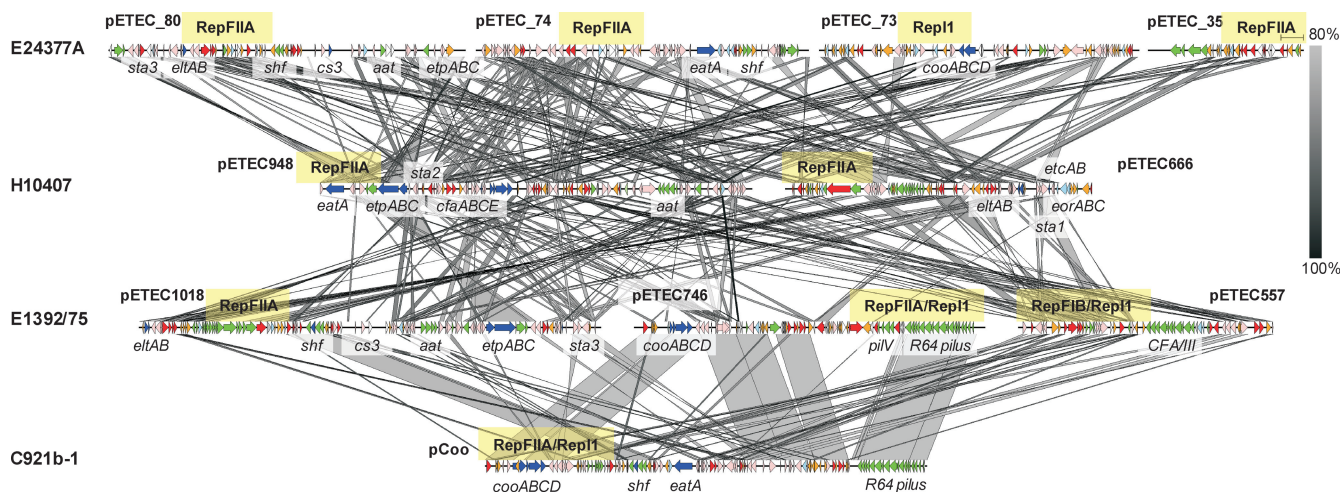 pETEC_80 RepFIIA pETEC_74 RepFIIA pETEC_73 RepI1 pETEC_35 RepFIIA
E24377A
80%
sta3 eltAB shf cs3 aat etpABC eatA shf cooABCD
pETEC948 RepFIIA RepFIIA pETEC666
sta2 etcAB
H10407
eatA etpABC cfaABCE aat eltAB eorABC
sta1
100%
pETEC1018 RepFIIA pETEC746 RepFIIA/RepI1 RepFIB/RepI1 pETEC557
E1392/75
eltAB shf cs3 aat etpABC sta3 cooABCD pilV R64 pilus CFA/III
pCoo RepFIIA/RepI1
C921b-1
cooABCD shf eatA R64 pilus